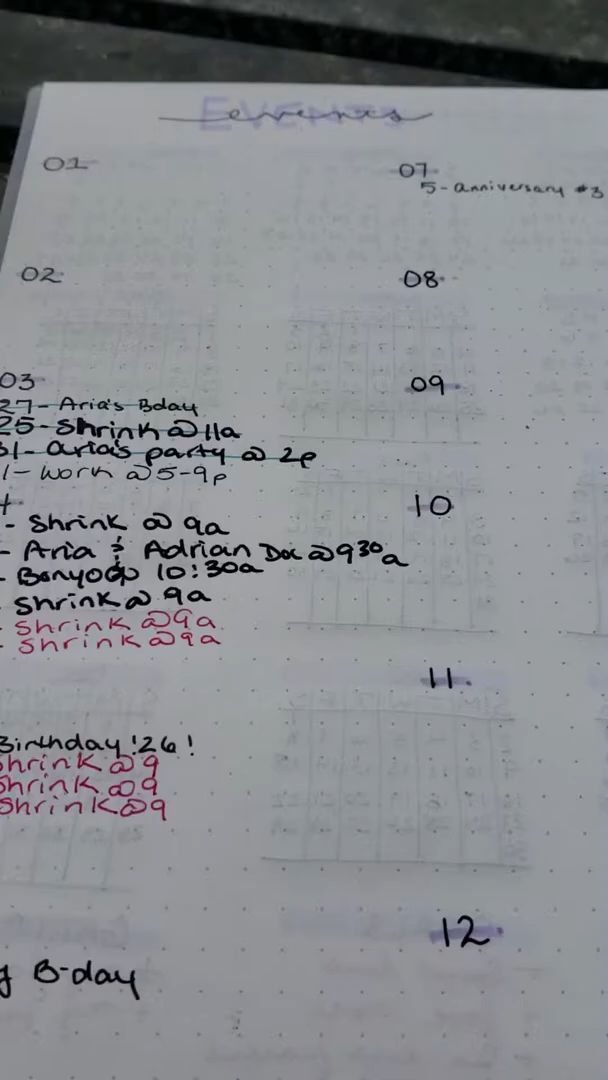 EVENTS
events
01
02
03
27- Aria's Bday
25- Shrink @ 11a
31- aria's party @ 2p
1- Work @ 5-9p
- Shrink @ 9a
- Aria & Adrian Doc @ 930a
10:30a
Shrink @ 9a
- Shrink @ 9a
- Shrink @ 9a
Birthday! 26!
Shrink @ 9
Shrink @ 9
Shrink @ 9
B-day
07
5- anniversary #3
08
09
10
11
12